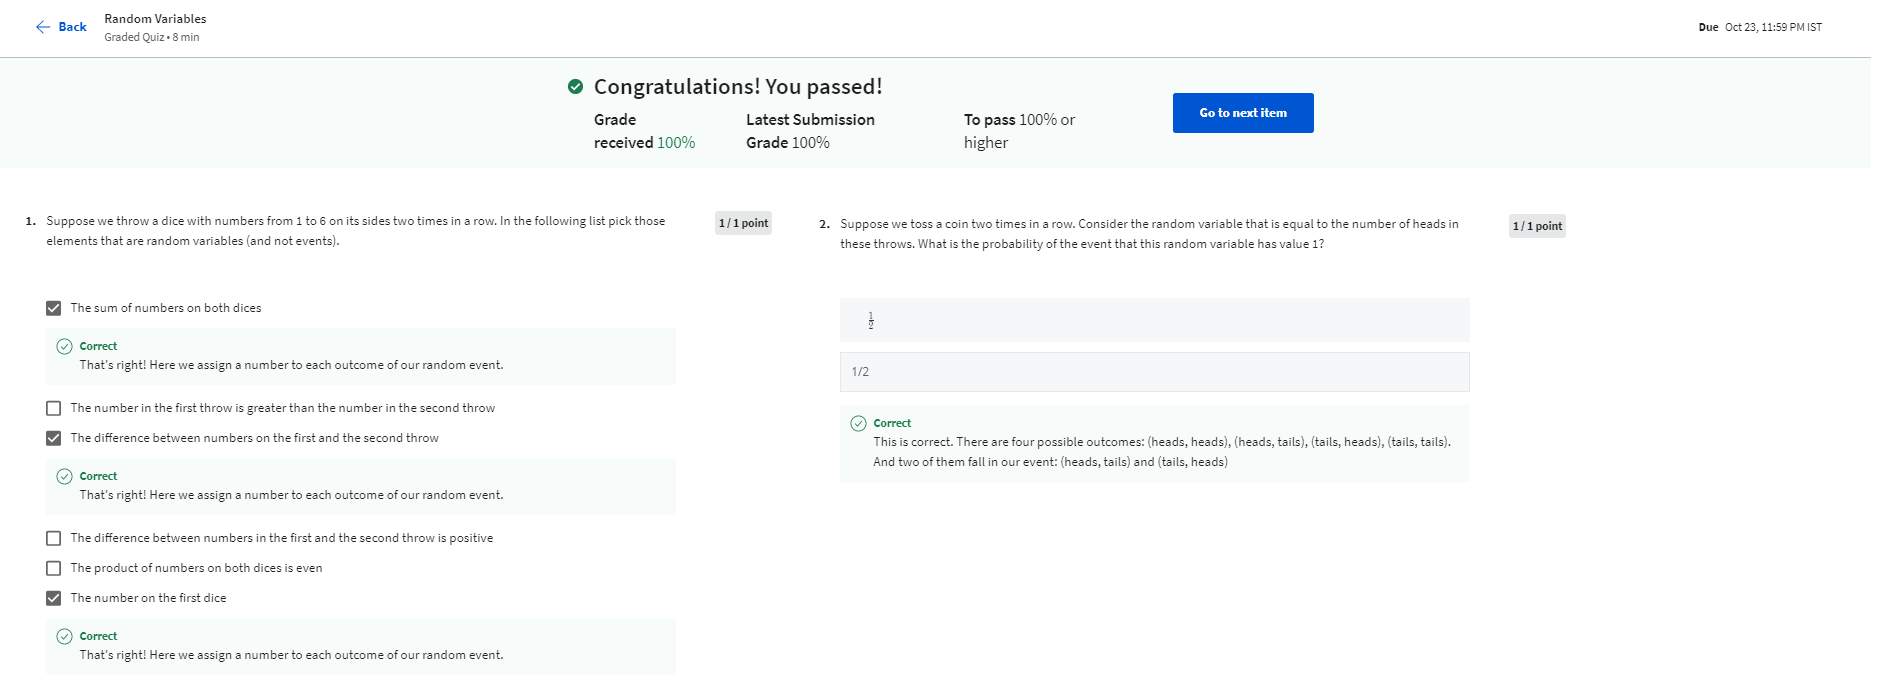 Back
Random Variables
Graded Quiz • 8 min
Due Oct 23, 11:59 PM IST
Congratulations! You passed!
Grade
received 100%
Latest Submission
Grade 100%
To pass 100% or
higher
Go to next item
1. Suppose we throw a dice with numbers from 1 to 6 on its sides two times in a row. In the following list pick those
elements that are random variables (and not events).
1 / 1 point
The sum of numbers on both dices
Correct
That's right! Here we assign a number to each outcome of our random event.
The number in the first throw is greater than the number in the second throw
The difference between numbers on the first and the second throw
Correct
That's right! Here we assign a number to each outcome of our random event.
The difference between numbers in the first and the second throw is positive
The product of numbers on both dices is even
The number on the first dice
Correct
That's right! Here we assign a number to each outcome of our random event.
2. Suppose we toss a coin two times in a row. Consider the random variable that is equal to the number of heads in
these throws. What is the probability of the event that this random variable has value 1?
1 / 1 point
1
2
1/2
Correct
This is correct. There are four possible outcomes: (heads, heads), (heads, tails), (tails, heads), (tails, tails).
And two of them fall in our event: (heads, tails) and (tails, heads)